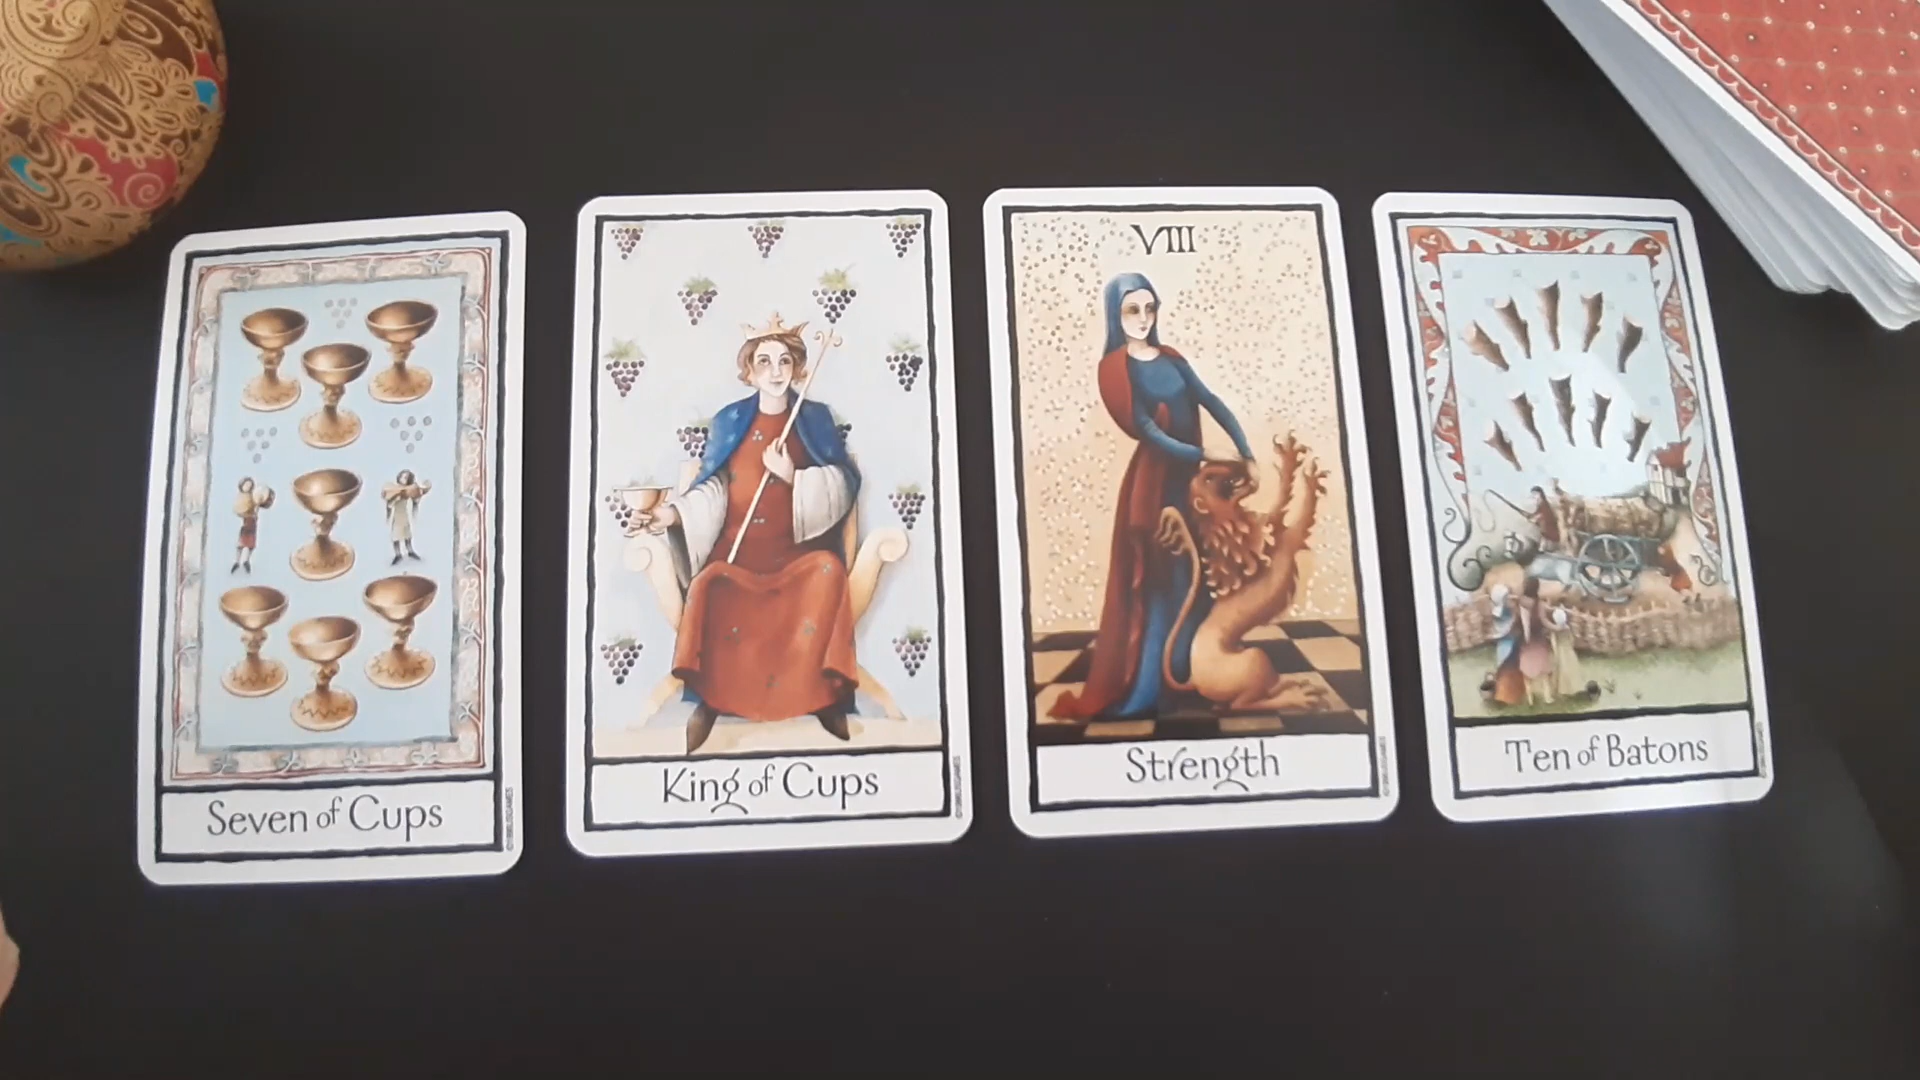 Seven of Cups
King of Cups
VIII
Strength
Ten of Batons